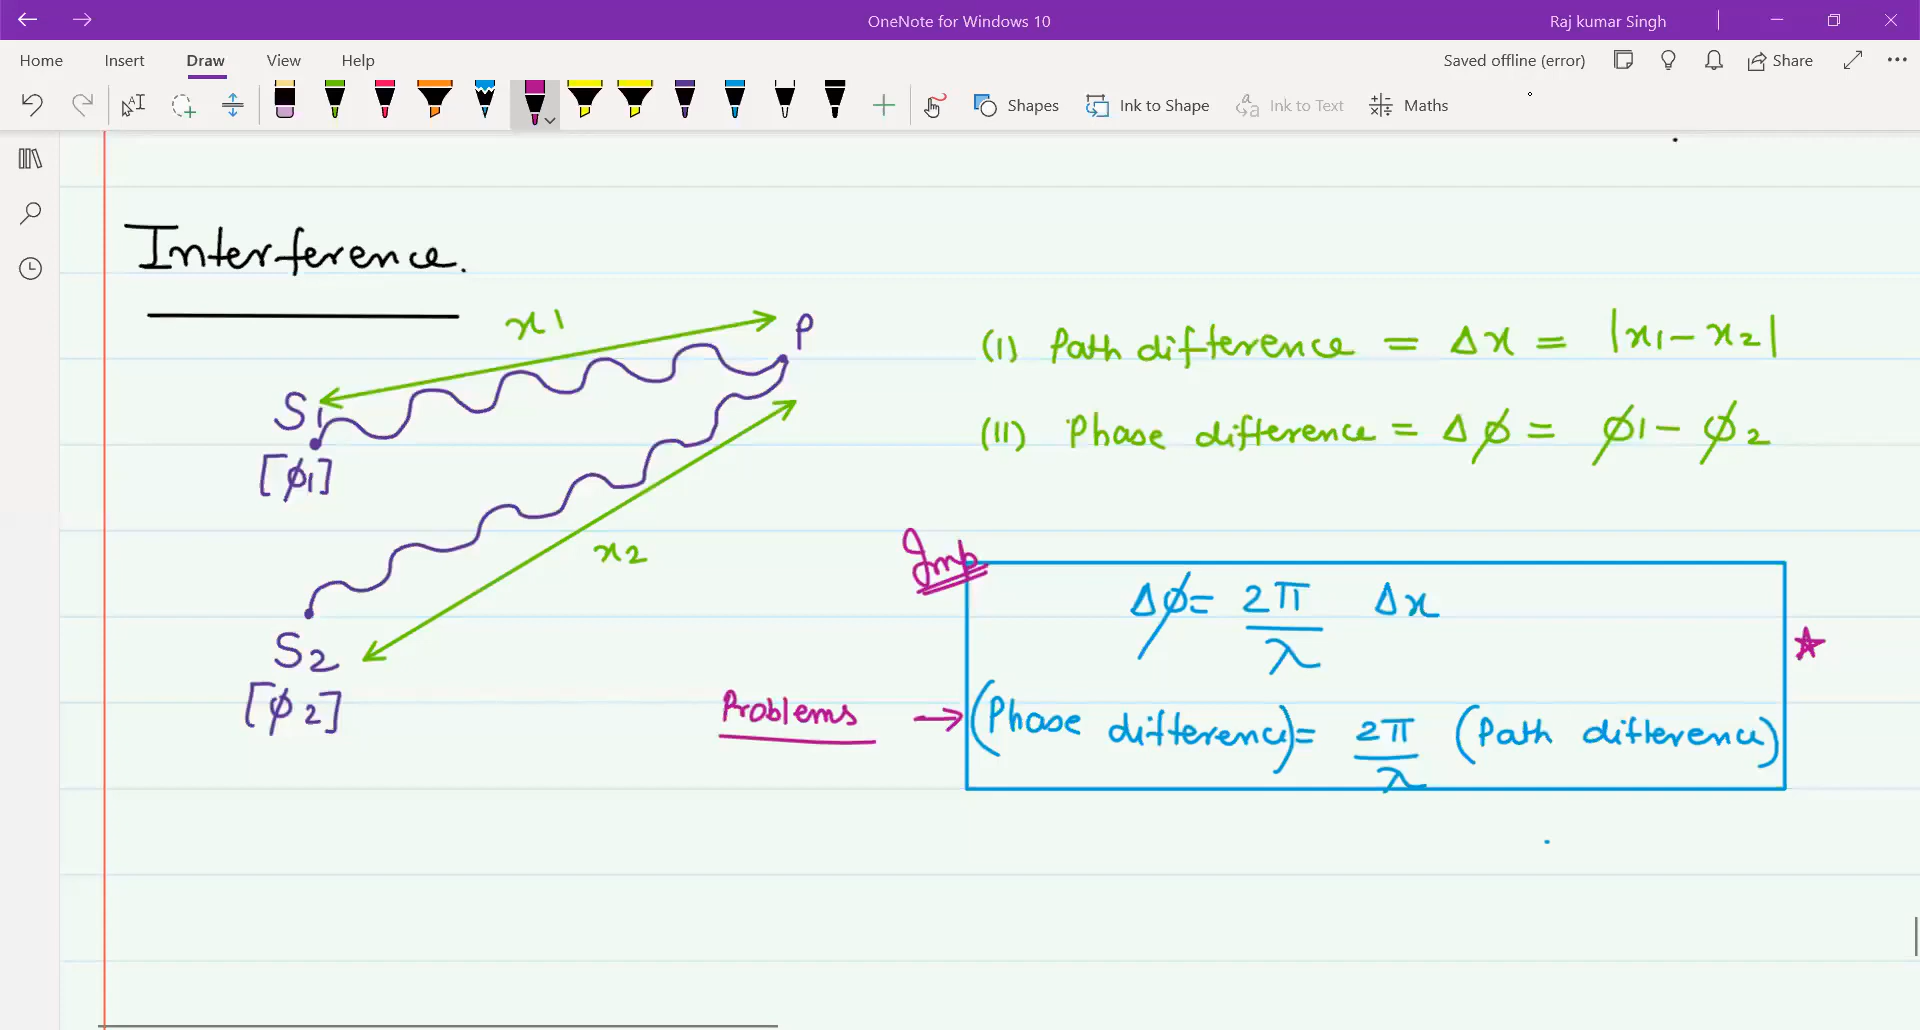 OneNote for Windows 10
Raj kumar Singh
Home Insert Draw View Help
Saved offline (error)
Share
Shapes
Ink to Shape
Ink to Text
Maths
Interference.
x1
P
S1
[ϕ1]
x2
S2
[ϕ2]
(I) Path difference = Δx = |x1 - x2|
(II) Phase difference = Δϕ = ϕ1 - ϕ2
Imp
Δϕ = 2π/λ Δx
Problems →
(Phase difference) = 2π/λ (Path difference)